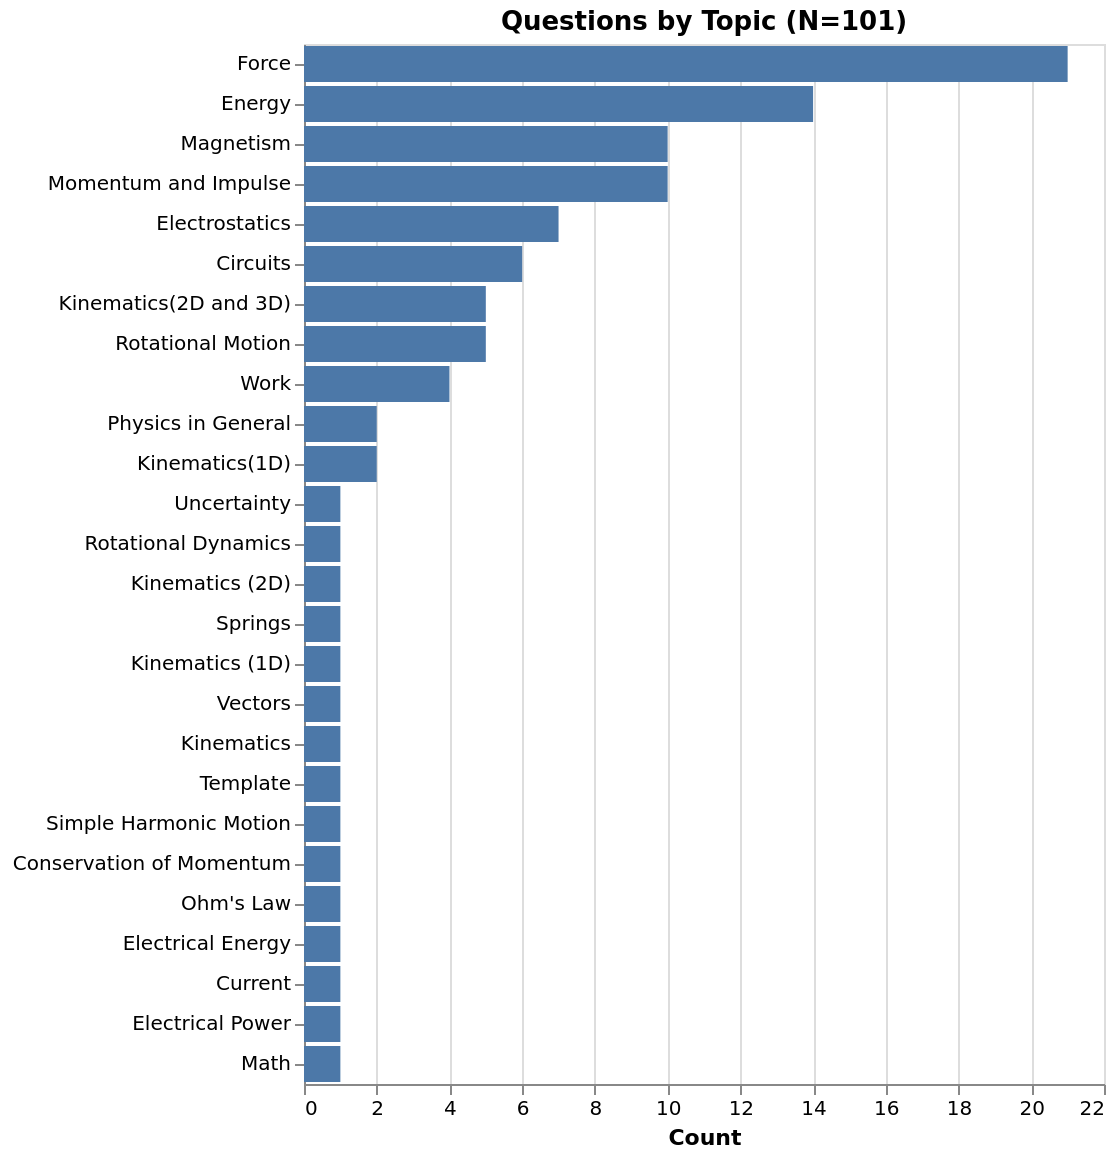 Questions by Topic (N=101)
Force
Energy
Magnetism
Momentum and Impulse
Electrostatics
Circuits
Kinematics(2D and 3D)
Rotational Motion
Work
Physics in General
Kinematics(1D)
Uncertainty
Rotational Dynamics
Kinematics (2D)
Springs
Kinematics (1D)
Vectors
Kinematics
Template
Simple Harmonic Motion
Conservation of Momentum
Ohm's Law
Electrical Energy
Current
Electrical Power
Math
0 2 4 6 8 10 12 14 16 18 20 22
Count